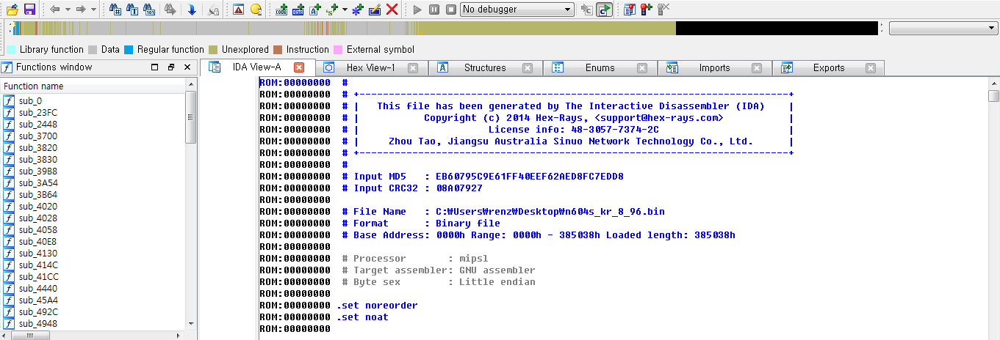 No debugger
Library function Data Regular function Unexplored Instruction External symbol
Functions window
IDA View-A Hex View-1 Structures Enums Imports Exports
Function name
sub_0
sub_23FC
sub_2448
sub_3700
sub_3820
sub_3830
sub_39B8
sub_3A54
sub_3B64
sub_4020
sub_4028
sub_4058
sub_40E8
sub_4130
sub_414C
sub_41CC
sub_4440
sub_45A4
sub_492C
sub_4948
ROM:00000000 #
ROM:00000000 # +-------------------------------------------------------------------------+
ROM:00000000 # | This file has been generated by The Interactive Disassembler (IDA) |
ROM:00000000 # | Copyright (c) 2014 Hex-Rays, <support@hex-rays.com> |
ROM:00000000 # | License info: 48-3057-7374-2C |
ROM:00000000 # | Zhou Tao, Jiangsu Australia Sinuo Network Technology Co., Ltd. |
ROM:00000000 # +-------------------------------------------------------------------------+
ROM:00000000 #
ROM:00000000 # Input MD5 : EB60795C9E61FF40EEF62AED8FC7EDD8
ROM:00000000 # Input CRC32 : 08A07927
ROM:00000000
ROM:00000000 # File Name : C:₩Users₩renz₩Desktop₩n604s_kr_8_96.bin
ROM:00000000 # Format : Binary file
ROM:00000000 # Base Address: 0000h Range: 0000h - 385038h Loaded length: 385038h
ROM:00000000
ROM:00000000 # Processor : mipsl
ROM:00000000 # Target assembler: GNU assembler
ROM:00000000 # Byte sex : Little endian
ROM:00000000
ROM:00000000 .set noreorder
ROM:00000000 .set noat
ROM:00000000